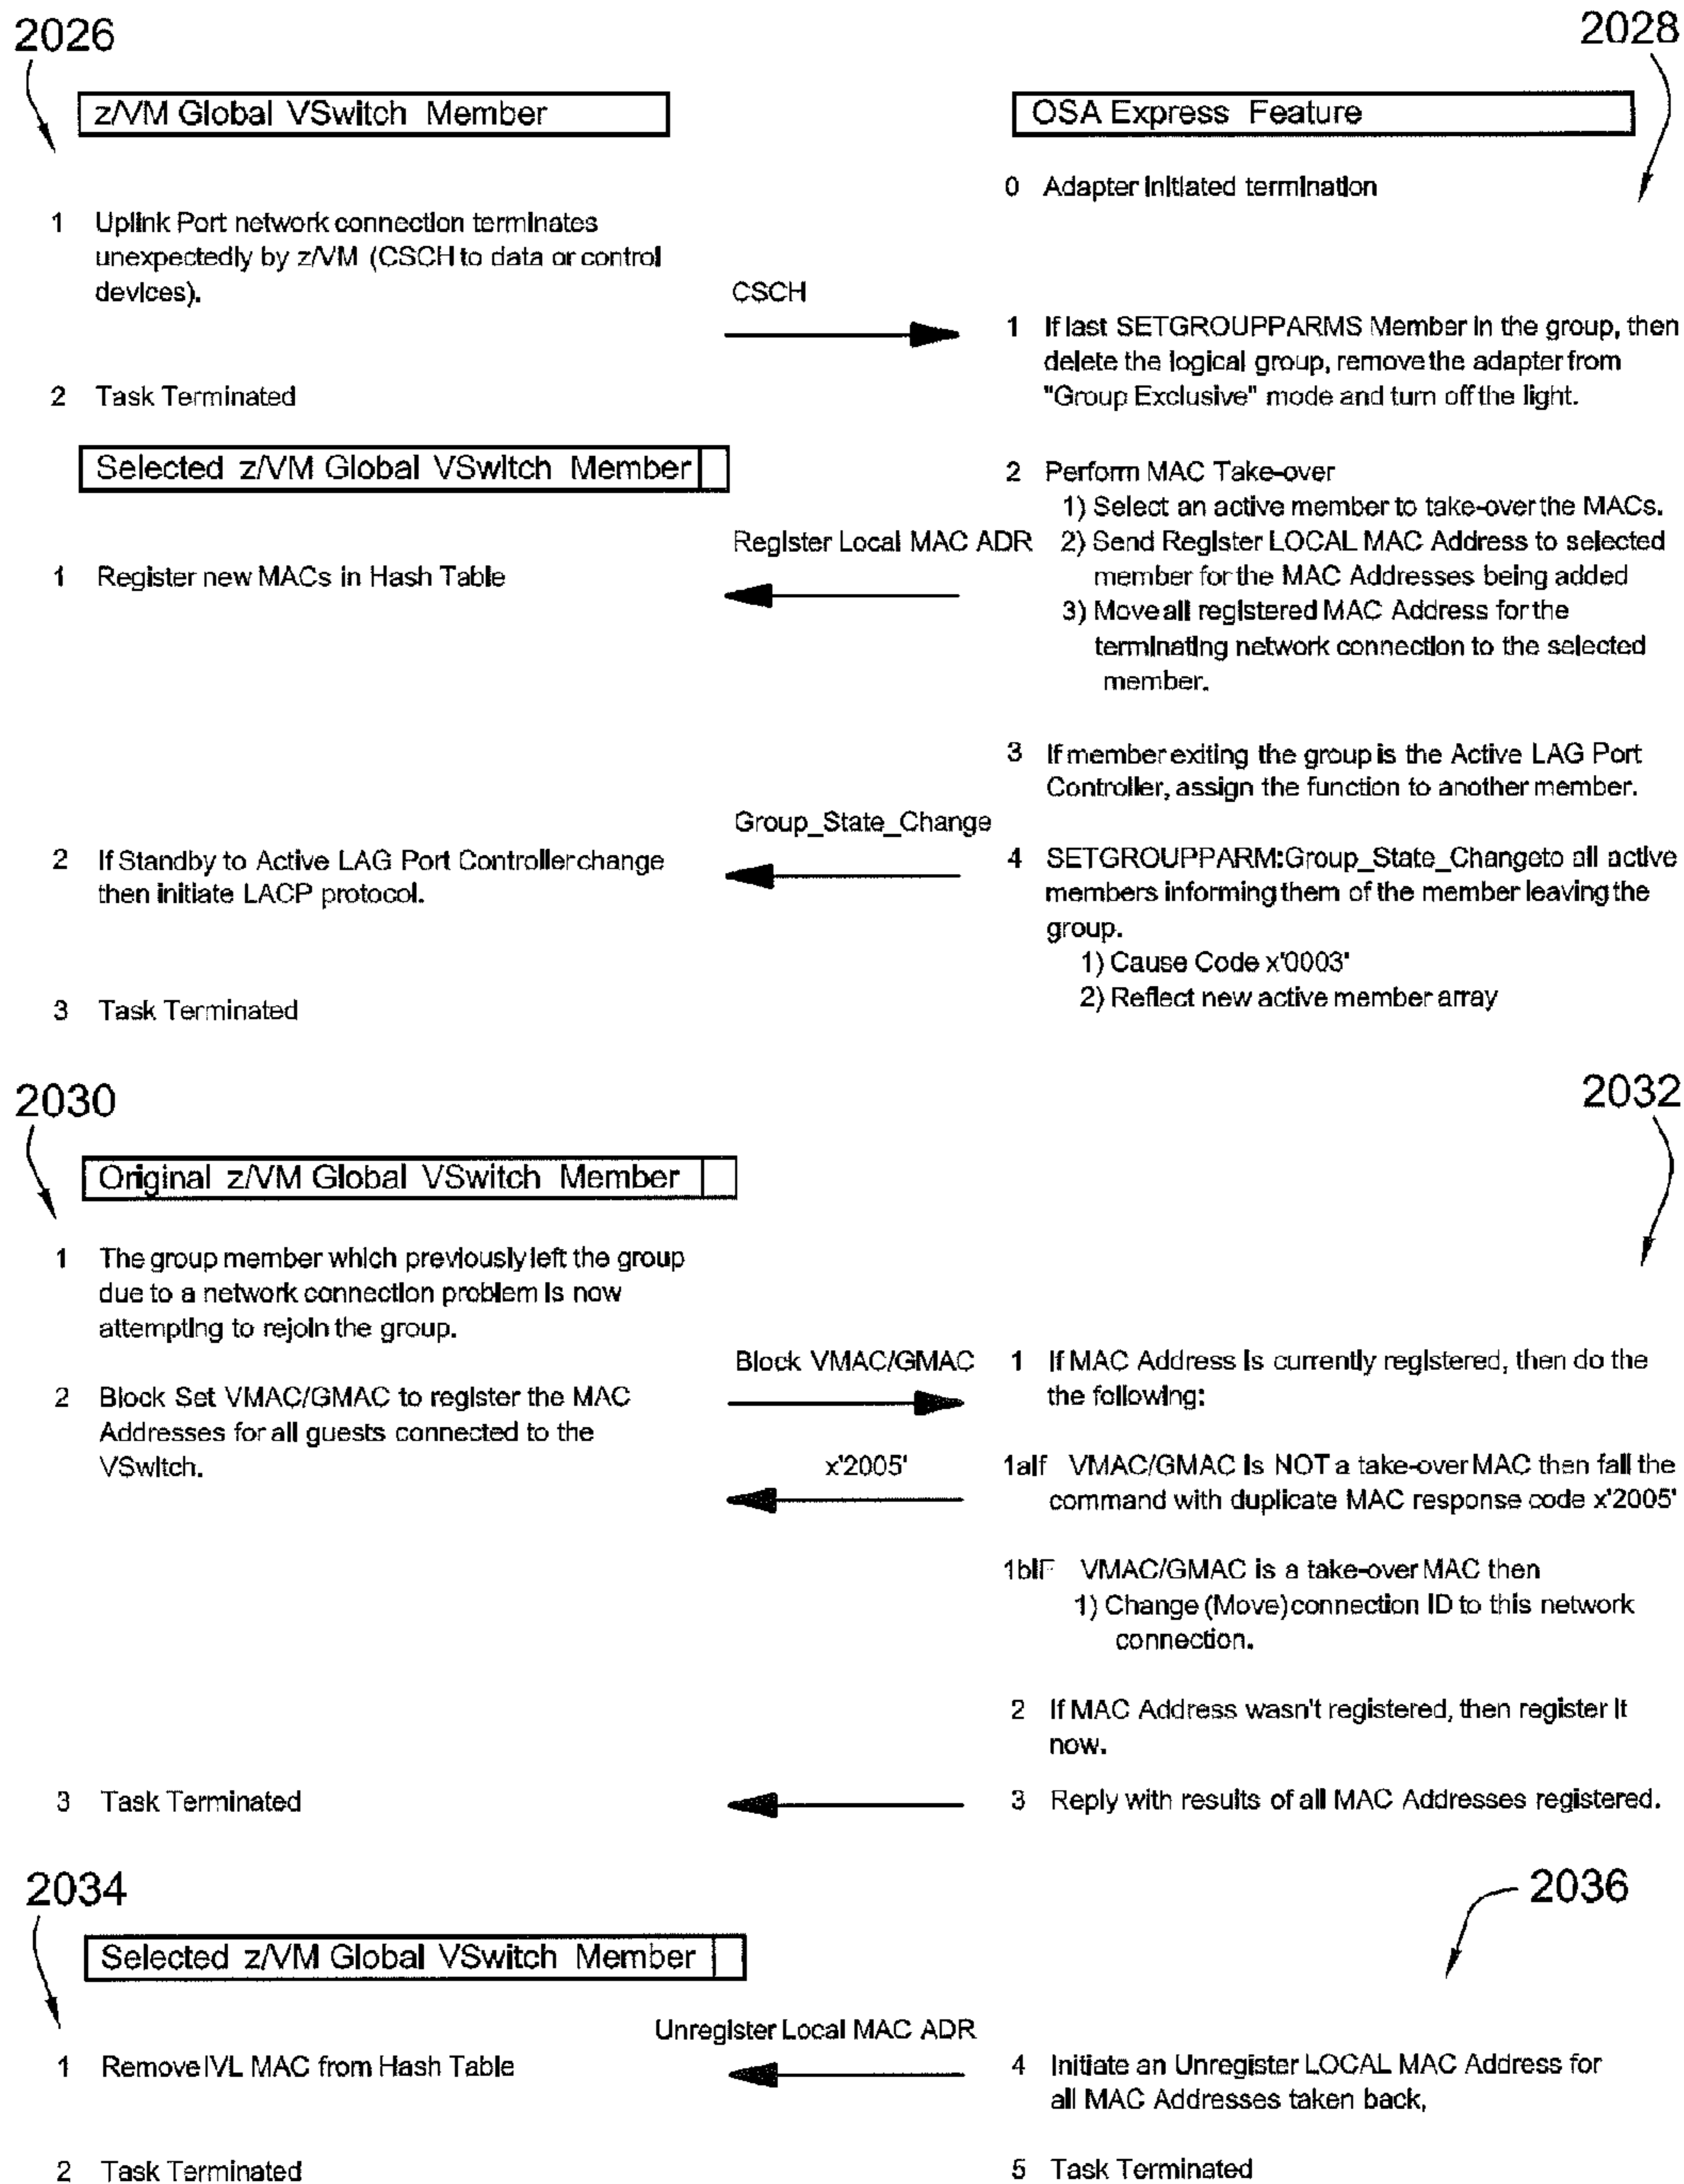 2026
2028
z/VM Global VSwitch Member
OSA Express Feature
0 Adapter initiated termination
1 Uplink Port network connection terminates
unexpectedly by z/VM (CSCH to data or control
devices).
CSCH
1 If last SETGROUPPARMS Member in the group, then
delete the logical group, remove the adapter from
"Group Exclusive" mode and turn off the light.
2 Task Terminated
Selected z/VM Global VSwitch Member
2 Perform MAC Take-over
1) Select an active member to take-over the MACs.
Register Local MAC ADR
2) Send Register LOCAL MAC Address to selected
member for the MAC Addresses being added
1 Register new MACs in Hash Table
3) Move all registered MAC Address for the
terminating network connection to the selected
member.
3 If member exiting the group is the Active LAG Port
Controller, assign the function to another member.
Group_State_Change
2 If Standby to Active LAG Port Controller change
then initiate LACP protocol.
4 SETGROUPPARM:Group_State_Change to all active
members informing them of the member leaving the
group.
1) Cause Code x'0003'
2) Reflect new active member array
3 Task Terminated
2030
2032
Original z/VM Global VSwitch Member
1 The group member which previously left the group
due to a network connection problem is now
attempting to rejoin the group.
Block VMAC/GMAC
1 If MAC Address is currently registered, then do the
the following:
2 Block Set VMAC/GMAC to register the MAC
Addresses for all guests connected to the
VSwitch.
x'2005'
1aIf VMAC/GMAC is NOT a take-over MAC then fail the
command with duplicate MAC response code x'2005'
1bIF VMAC/GMAC is a take-over MAC then
1) Change (Move) connection ID to this network
connection.
2 If MAC Address wasn't registered, then register it
now.
3 Task Terminated
3 Reply with results of all MAC Addresses registered.
2034
2036
Selected z/VM Global VSwitch Member
Unregister Local MAC ADR
1 Remove IVL MAC from Hash Table
4 Initiate an Unregister LOCAL MAC Address for
all MAC Addresses taken back,
2 Task Terminated
5 Task Terminated